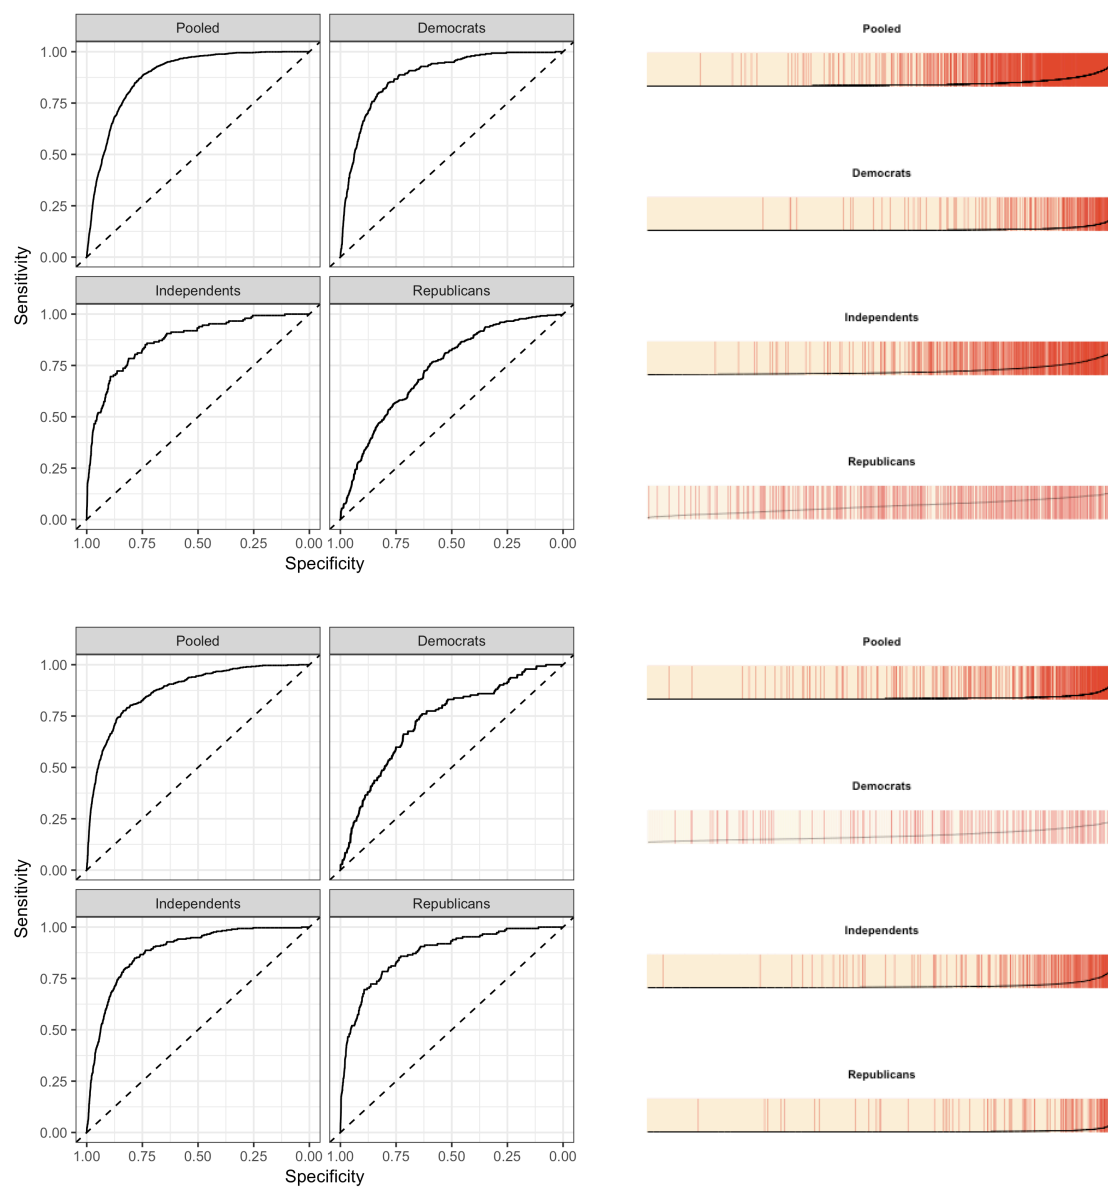 Pooled Democrats
1.00
0.75
0.50
0.25
0.00
Independents Republicans
1.00
0.75
0.50
0.25
0.00
1.00 0.75 0.50 0.25 0.00 1.00 0.75 0.50 0.25 0.00
Sensitivity
Specificity
Pooled
Democrats
Independents
Republicans
Pooled Democrats
1.00
0.75
0.50
0.25
0.00
Independents Republicans
1.00
0.75
0.50
0.25
0.00
1.00 0.75 0.50 0.25 0.00 1.00 0.75 0.50 0.25 0.00
Sensitivity
Specificity
Pooled
Democrats
Independents
Republicans